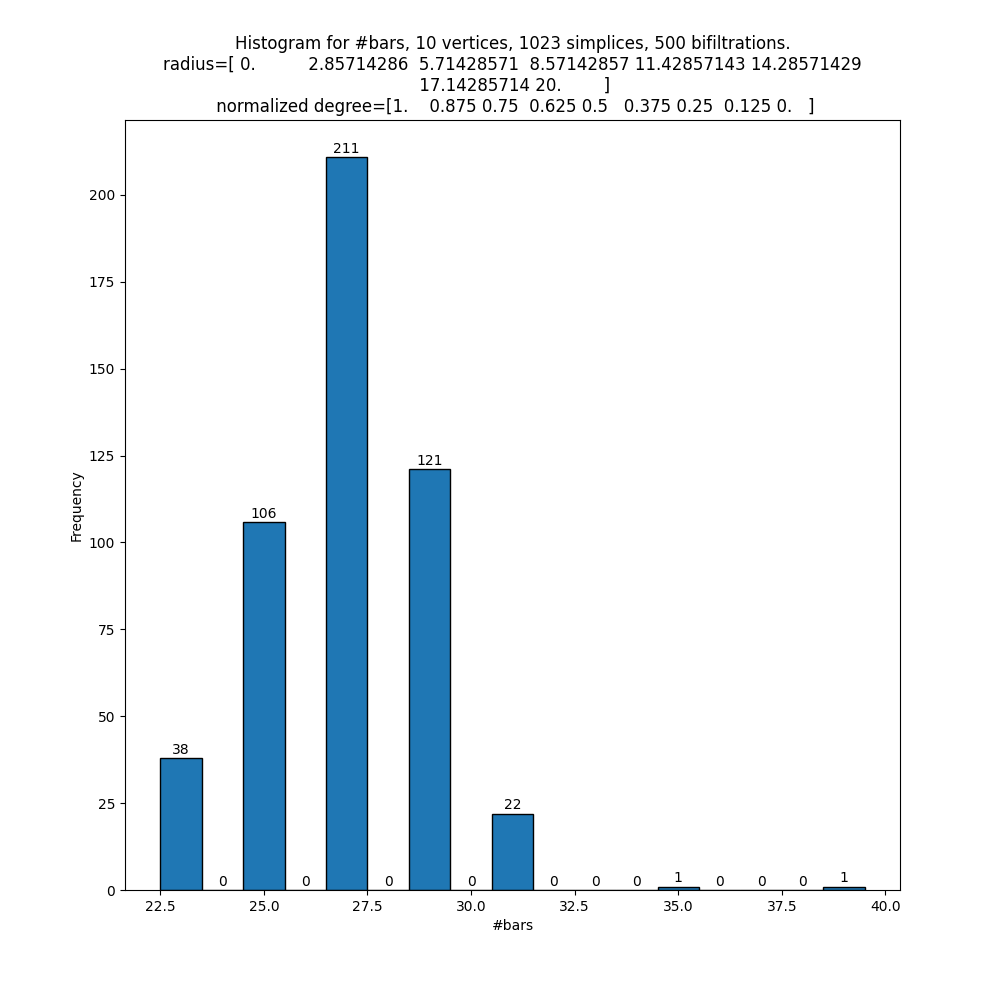 Histogram for #bars, 10 vertices, 1023 simplices, 500 bifiltrations.
radius=[ 0. 2.85714286 5.71428571 8.57142857 11.42857143 14.28571429
17.14285714 20. ]
normalized degree=[1. 0.875 0.75 0.625 0.5 0.375 0.25 0.125 0. ]
211
200
175
150
125
121
106
100
75
50
38
25
22
0 0 0 0 0 0 0 1 0 0 0 1
0
Frequency
22.5 25.0 27.5 30.0 32.5 35.0 37.5 40.0
#bars